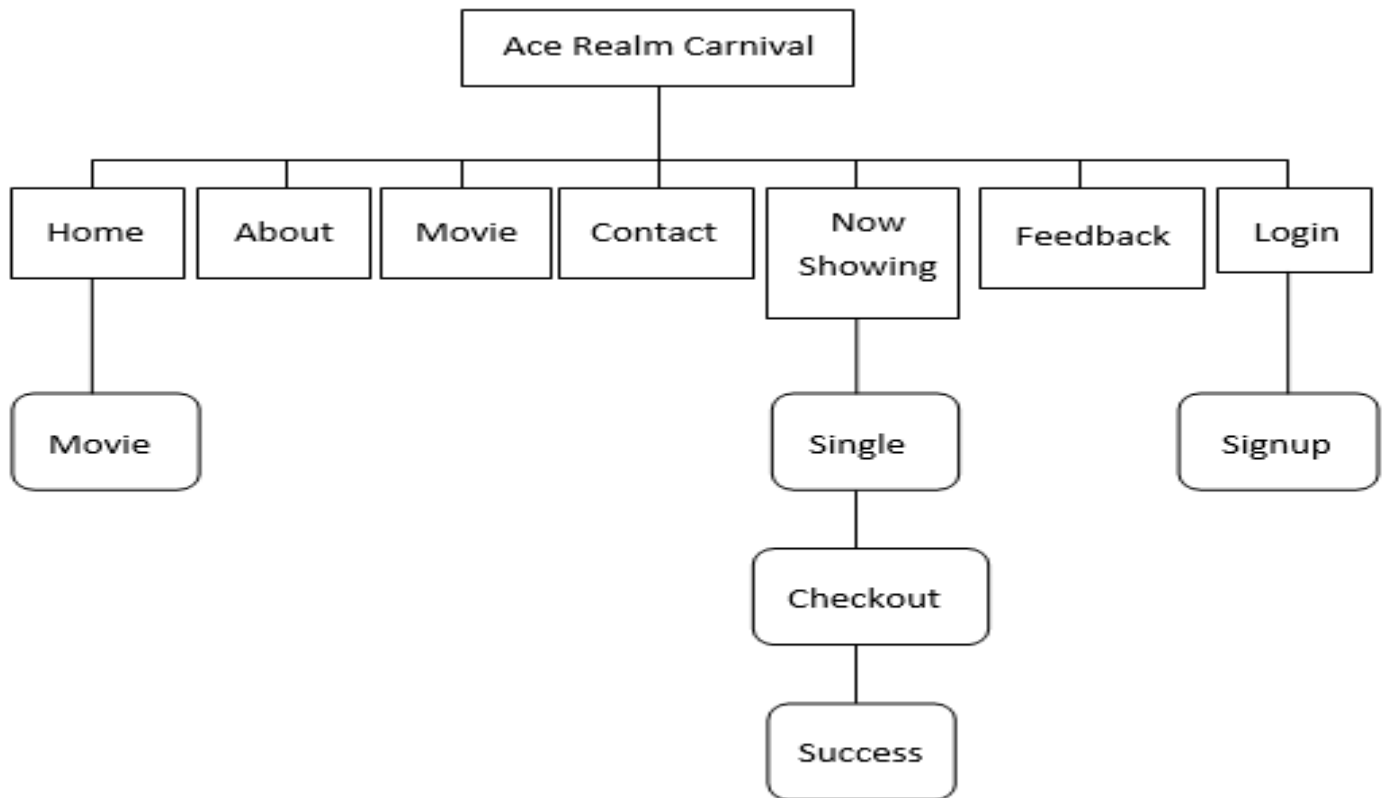 Ace Realm Carnival
Home
About
Movie
Contact
Now
Showing
Feedback
Login
Movie
Single
Signup
Checkout
Success